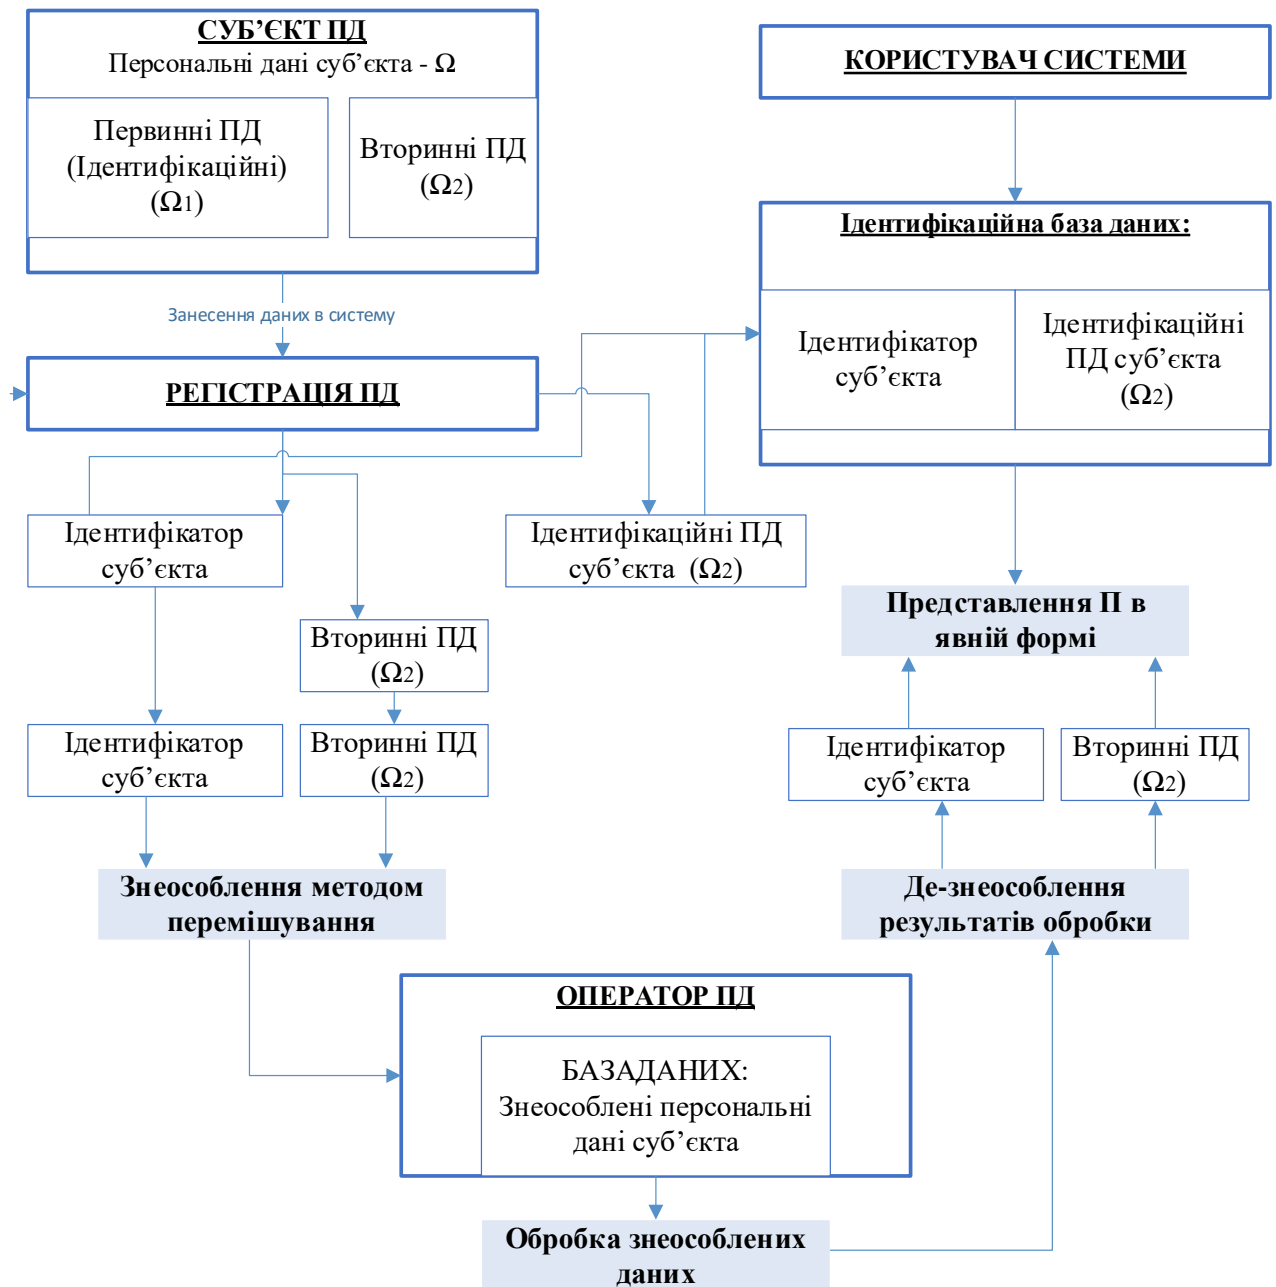 СУБ’ЄКТ ПД
Персональні дані суб’єкта - Ω
Первинні ПД
(Ідентифікаційні)
(Ω1)
Вторинні ПД
(Ω2)
КОРИСТУВАЧ СИСТЕМИ
Занесення даних в систему
Ідентифікаційна база даних:
Ідентифікатор
суб’єкта
Ідентифікаційні
ПД суб’єкта
(Ω2)
РЕГІСТРАЦІЯ ПД
Ідентифікатор
суб’єкта
Ідентифікаційні ПД
суб’єкта (Ω2)
Вторинні ПД
(Ω2)
Представлення П в
явній формі
Ідентифікатор
суб’єкта
Вторинні ПД
(Ω2)
Ідентифікатор
суб’єкта
Вторинні ПД
(Ω2)
Знеособлення методом
перемішування
Де-знеособлення
результатів обробки
ОПЕРАТОР ПД
БАЗАДАНИХ:
Знеособлені персональні
дані суб’єкта
Обробка знеособлених
даних